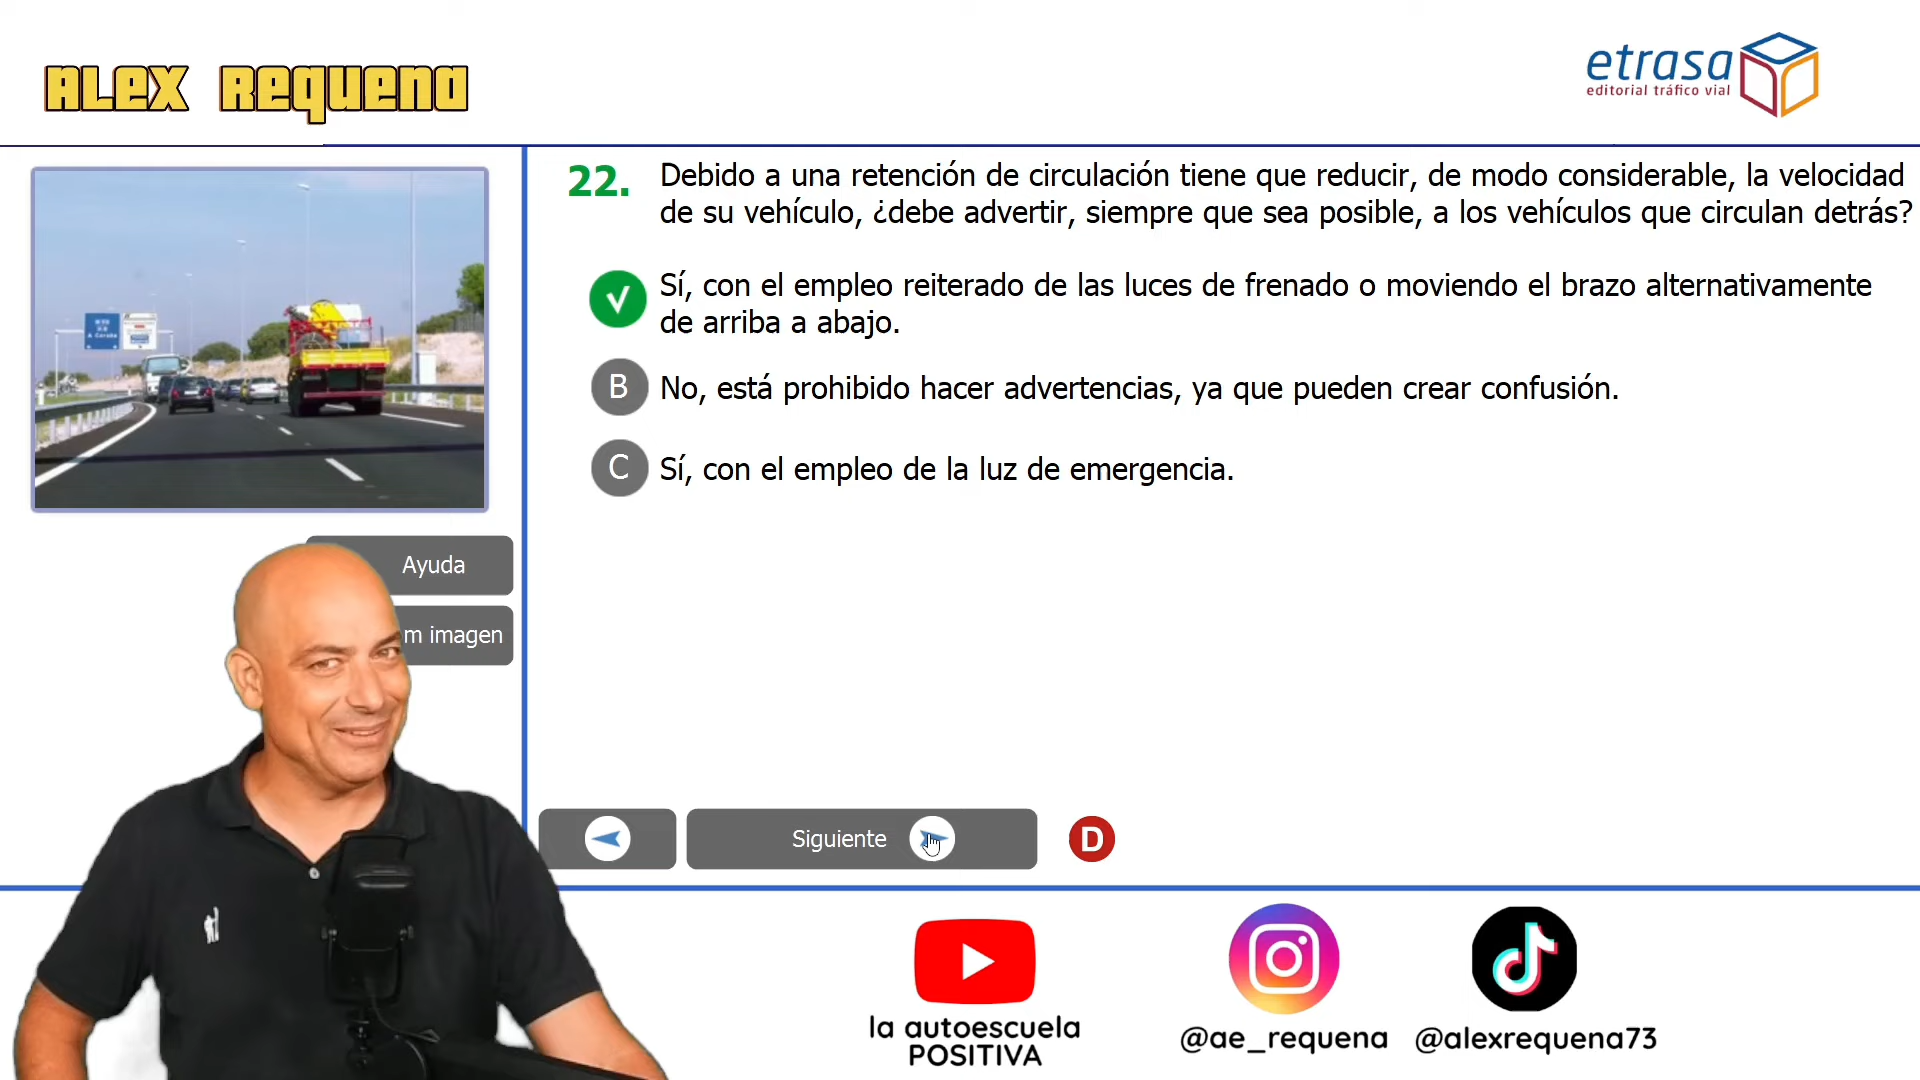 ALEX REQUENA
etrasa
editorial tráfico vial
22.
Debido a una retención de circulación tiene que reducir, de modo considerable, la velocidad
de su vehículo, ¿debe advertir, siempre que sea posible, a los vehículos que circulan detrás?
√
Sí, con el empleo reiterado de las luces de frenado o moviendo el brazo alternativamente
de arriba a abajo.
B
No, está prohibido hacer advertencias, ya que pueden crear confusión.
C
Sí, con el empleo de la luz de emergencia.
Ayuda
m imagen
Siguiente
D
la autoescuela
POSITIVA
@ae_requena
@alexrequena73